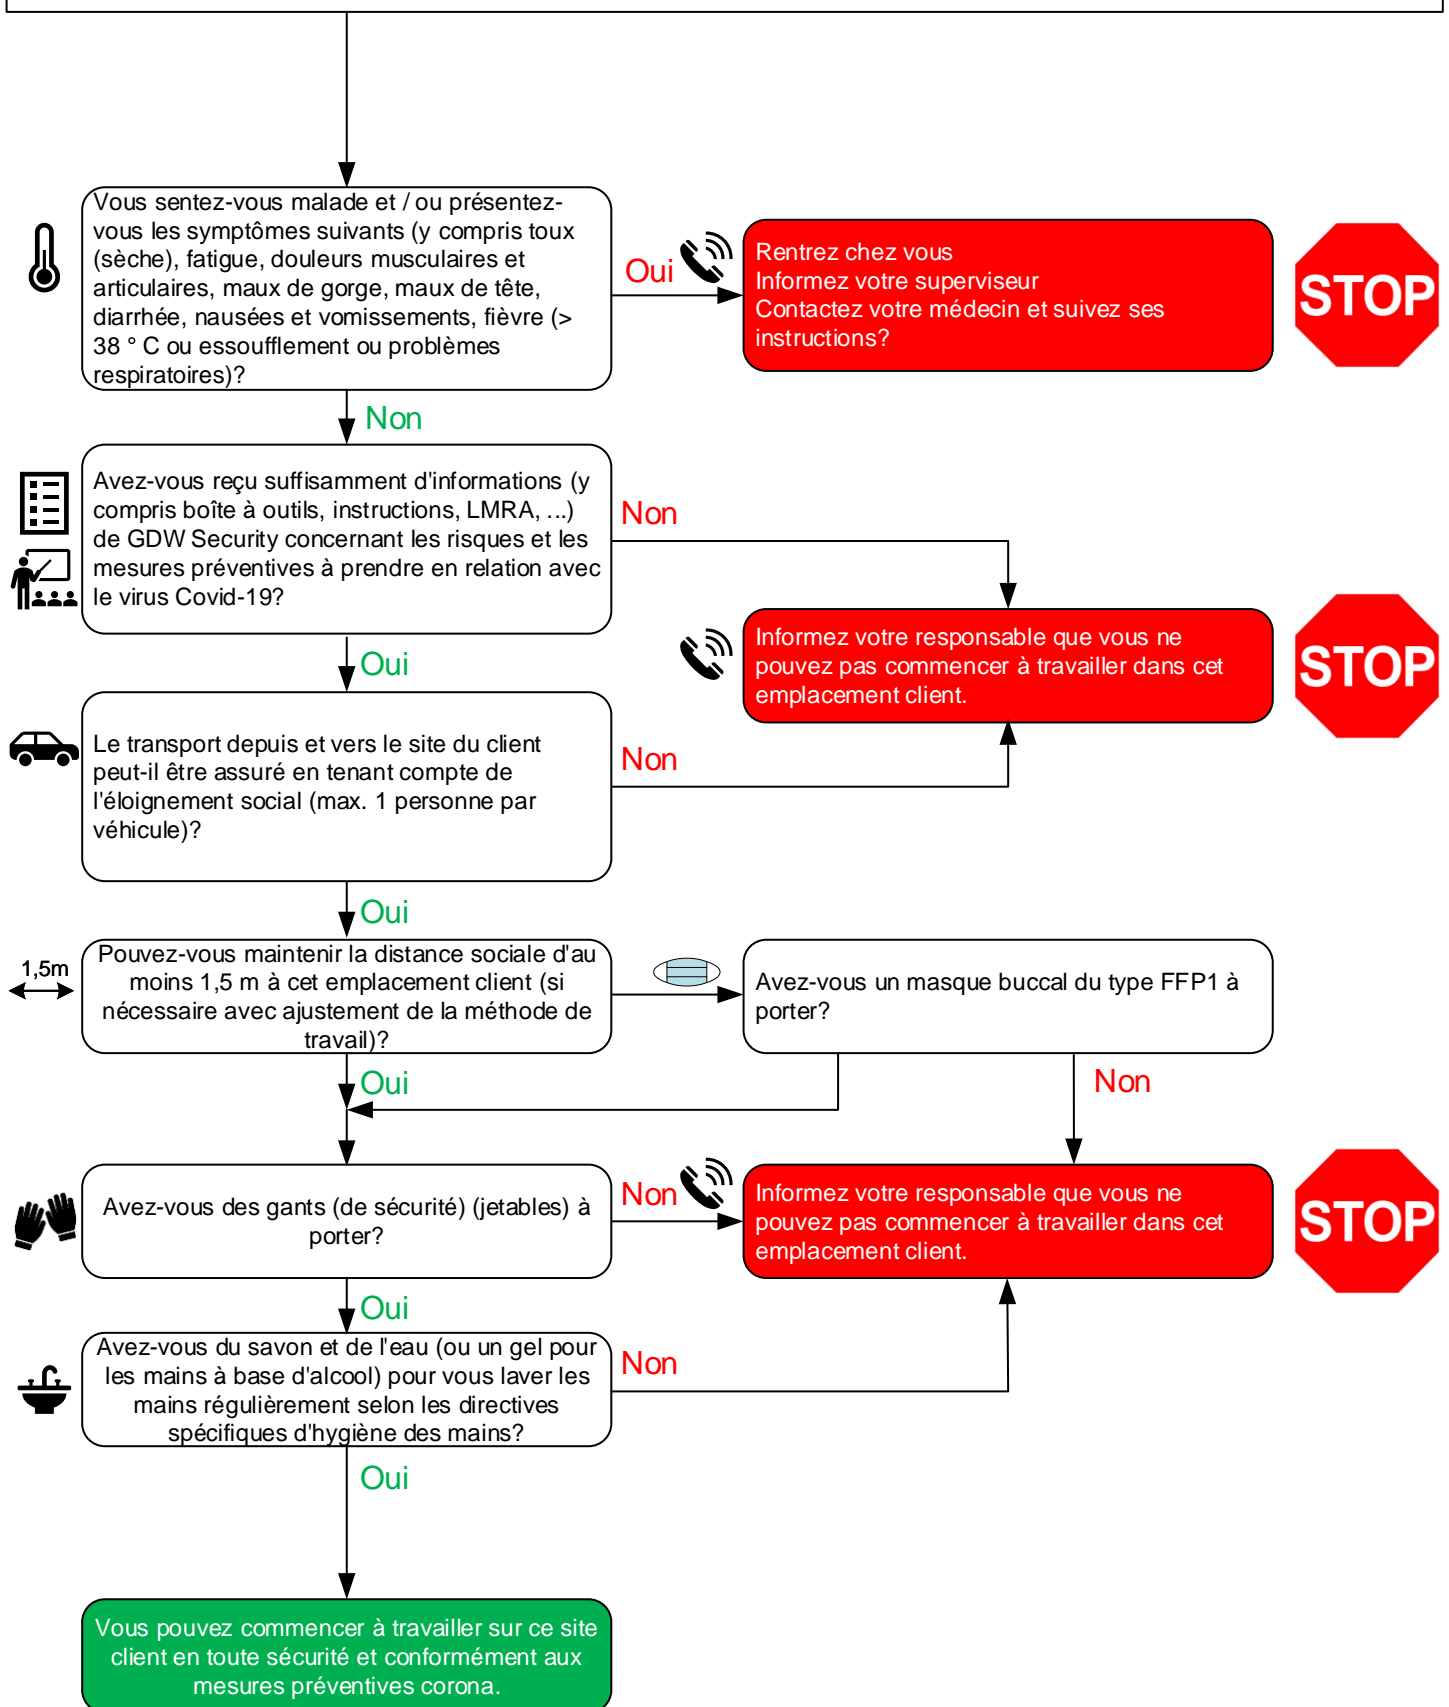 Vous sentez-vous malade et / ou présentez-
vous les symptômes suivants (y compris toux
(sèche), fatigue, douleurs musculaires et
articulaires, maux de gorge, maux de tête,
diarrhée, nausées et vomissements, fièvre (>
38 ° C ou essoufflement ou problèmes
respiratoires)?
Oui
Rentrez chez vous
Informez votre superviseur
Contactez votre médecin et suivez ses
instructions?
STOP
Non
Avez-vous reçu suffisamment d'informations (y
compris boîte à outils, instructions, LMRA, ...)
de GDW Security concernant les risques et les
mesures préventives à prendre en relation avec
le virus Covid-19?
Non
Informez votre responsable que vous ne
pouvez pas commencer à travailler dans cet
emplacement client.
STOP
Oui
Le transport depuis et vers le site du client
peut-il être assuré en tenant compte de
l'éloignement social (max. 1 personne par
véhicule)?
Non
Oui
1,5m
Pouvez-vous maintenir la distance sociale d'au
moins 1,5 m à cet emplacement client (si
nécessaire avec ajustement de la méthode de
travail)?
Avez-vous un masque buccal du type FFP1 à
porter?
Oui
Non
Avez-vous des gants (de sécurité) (jetables) à
porter?
Non
Informez votre responsable que vous ne
pouvez pas commencer à travailler dans cet
emplacement client.
STOP
Oui
Avez-vous du savon et de l'eau (ou un gel pour
les mains à base d'alcool) pour vous laver les
mains régulièrement selon les directives
spécifiques d'hygiène des mains?
Non
Oui
Vous pouvez commencer à travailler sur ce site
client en toute sécurité et conformément aux
mesures préventives corona.